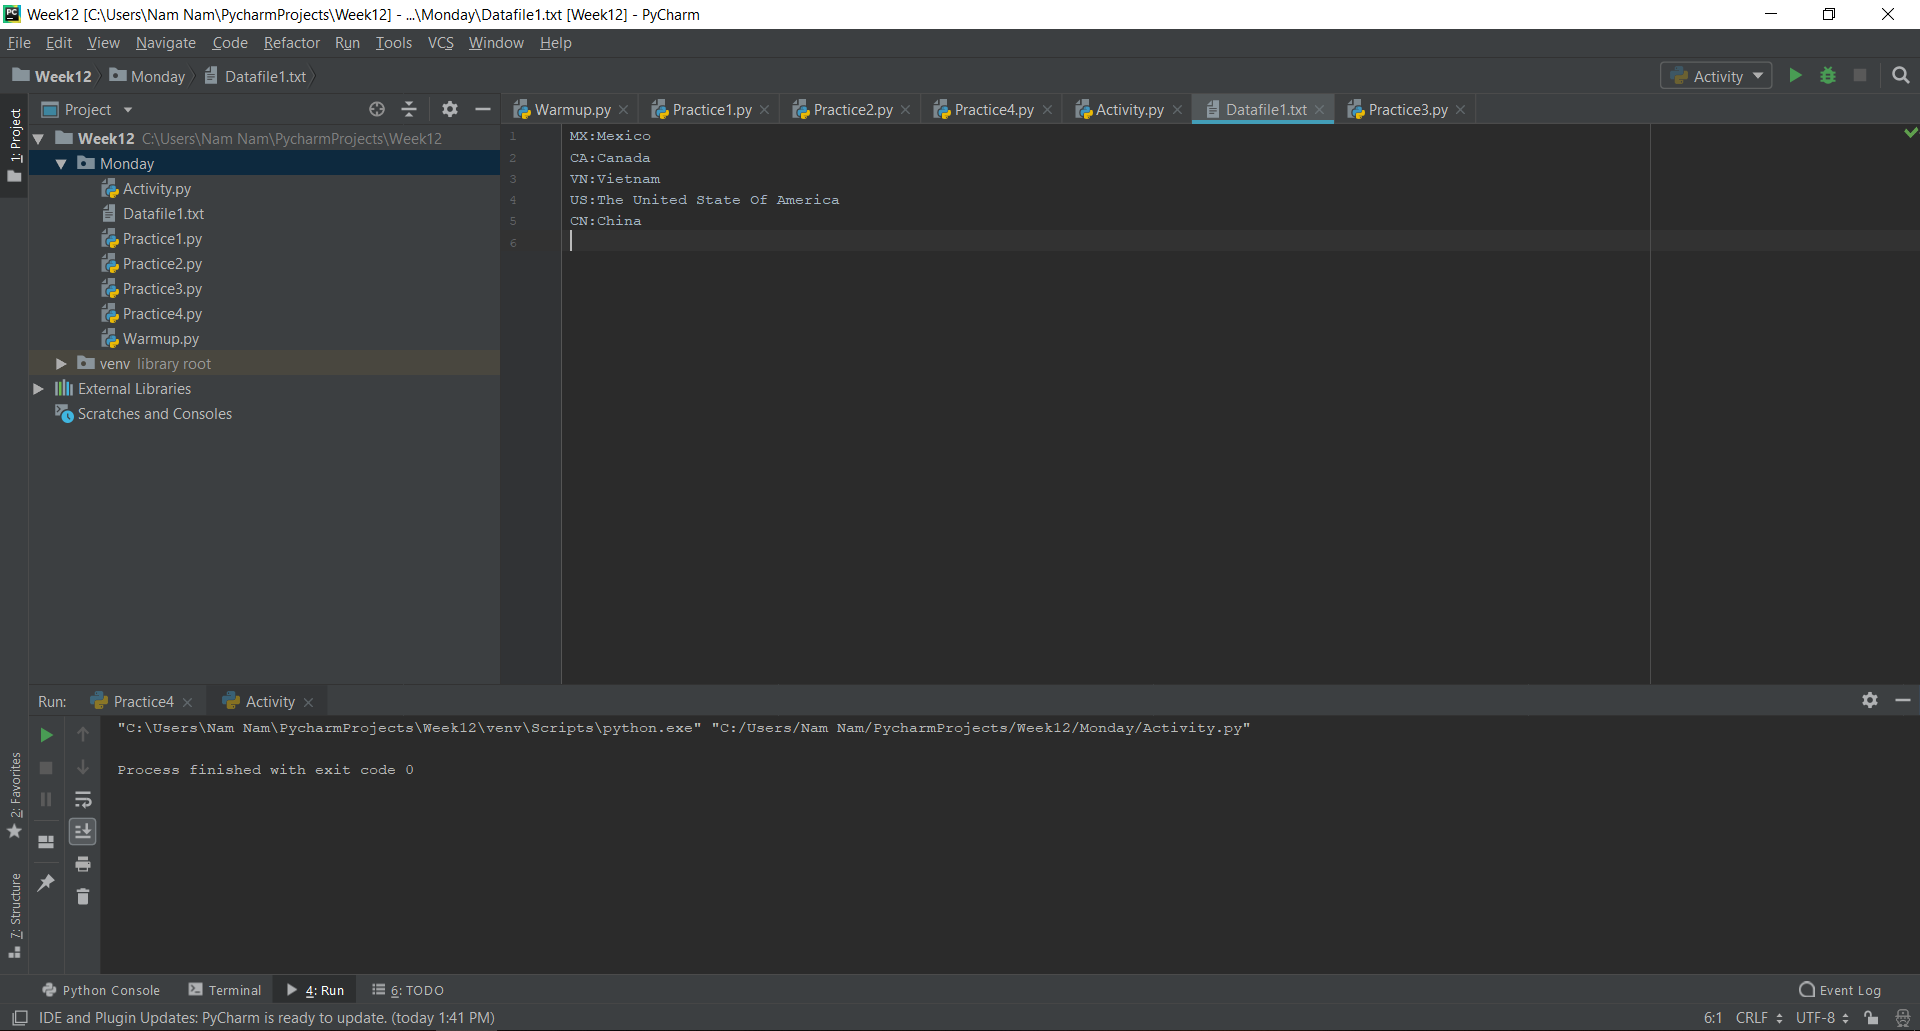 PC Week12 [C:\Users\Nam Nam\PycharmProjects\Week12] - ...\Monday\Datafile1.txt [Week12] - PyCharm
File Edit View Navigate Code Refactor Run Tools VCS Window Help
Week12 Monday Datafile1.txt Activity
Project
Warmup.py Practice1.py Practice2.py Practice4.py Activity.py Datafile1.txt Practice3.py
1: Project
Week12 C:\Users\Nam Nam\PycharmProjects\Week12
Monday
Activity.py
Datafile1.txt
Practice1.py
Practice2.py
Practice3.py
Practice4.py
Warmup.py
venv library root
External Libraries
Scratches and Consoles
1 MX:Mexico
2 CA:Canada
3 VN:Vietnam
4 US:The United State Of America
5 CN:China
6
Run: Practice4 Activity
"C:\Users\Nam Nam\PycharmProjects\Week12\venv\Scripts\python.exe" "C:/Users/Nam Nam/PycharmProjects/Week12/Monday/Activity.py"
Process finished with exit code 0
2: Favorites
7: Structure
Python Console Terminal 4: Run 6: TODO Event Log
IDE and Plugin Updates: PyCharm is ready to update. (today 1:41 PM) 6:1 CRLF UTF-8